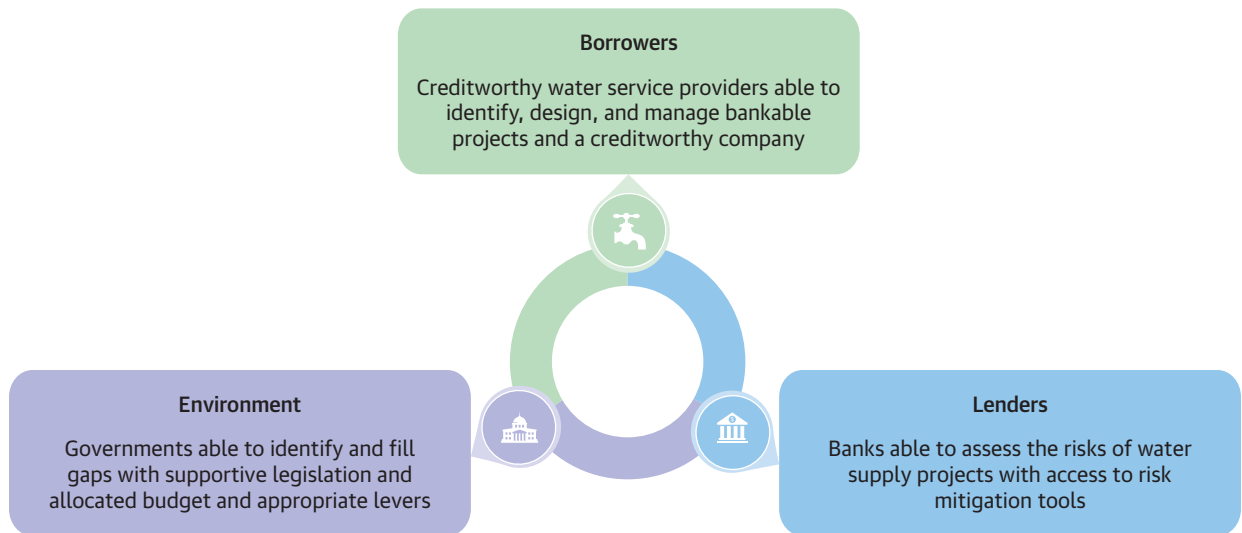 Borrowers
Creditworthy water service providers able to
identify, design, and manage bankable
projects and a creditworthy company
Environment
Governments able to identify and fill
gaps with supportive legislation and
allocated budget and appropriate levers
Lenders
Banks able to assess the risks of water
supply projects with access to risk
mitigation tools